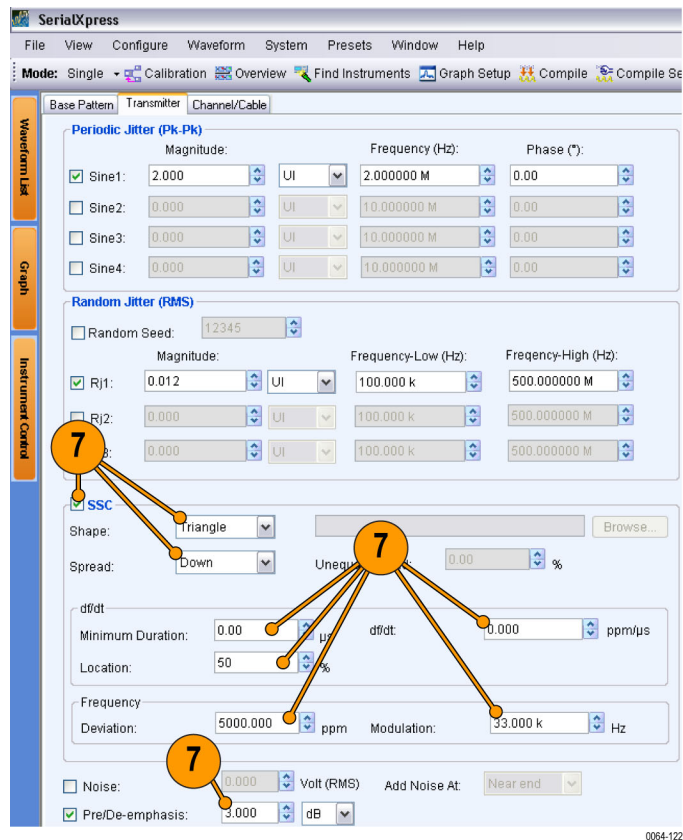 SerialXpress
File View Configure Waveform System Presets Window Help
Mode: Single Calibration Overview Find Instruments Graph Setup Compile Compile Se
Base Pattern Transmitter Channel/Cable
Waveform List
Graph
Instrument Control
Periodic Jitter (Pk-Pk)
Magnitude: Frequency (Hz): Phase (°):
Sine1: 2.000 UI 2.000000 M 0.00
Sine2: 0.000 UI 10.000000 M 0.00
Sine3: 0.000 UI 10.000000 M 0.00
Sine4: 0.000 UI 10.000000 M 0.00
Random Jitter (RMS)
Random Seed: 12345
Magnitude: Frequency-Low (Hz): Freqency-High (Hz):
Rj1: 0.012 UI 100.000 k 500.000000 M
Rj2: 0.000 UI 100.000 k 500.000000 M
7 3: 0.000 UI 100.000 k 500.000000 M
SSC
Shape: Triangle Browse...
7
Spread: Down 0.00 %
df/dt
Minimum Duration: 0.00 µs df/dt: 0.000 ppm/µs
Location: 50 %
Frequency
Deviation: 5000.000 ppm Modulation: 33.000 k Hz
7
Noise: 0.000 Volt (RMS) Add Noise At: Near end
Pre/De-emphasis: 3.000 dB
0064-122